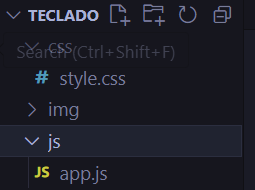 TECLADO
css
Search (Ctrl+Shift+F)
# style.css
img
js
JS app.js